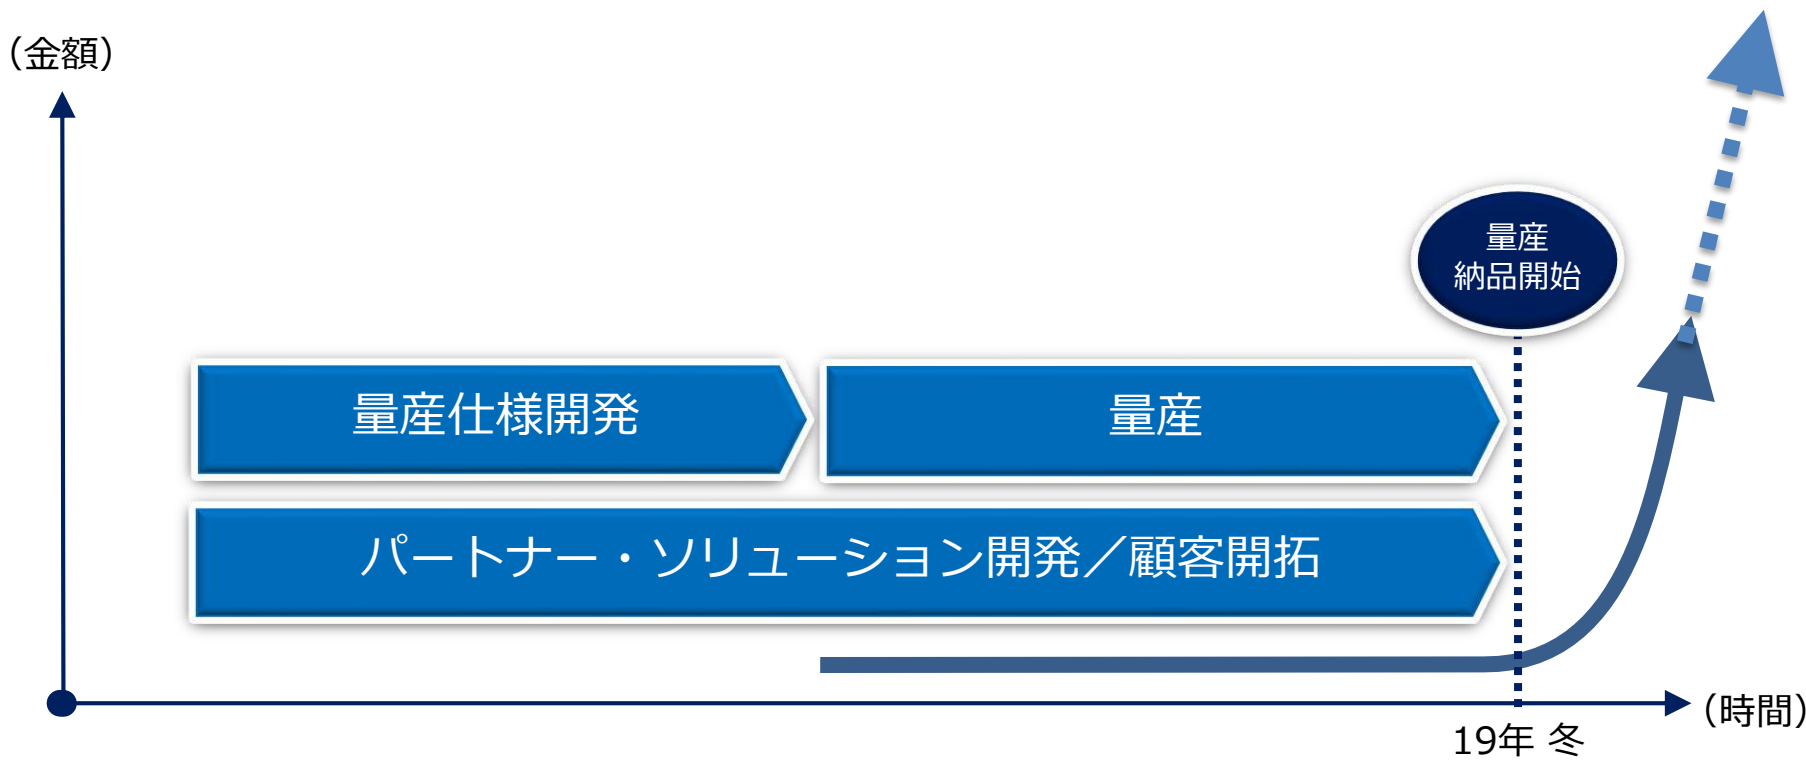 （金額）
量産
納品開始
量産仕様開発
量産
パートナー・ソリューション開発／顧客開拓
（時間）
19年 冬